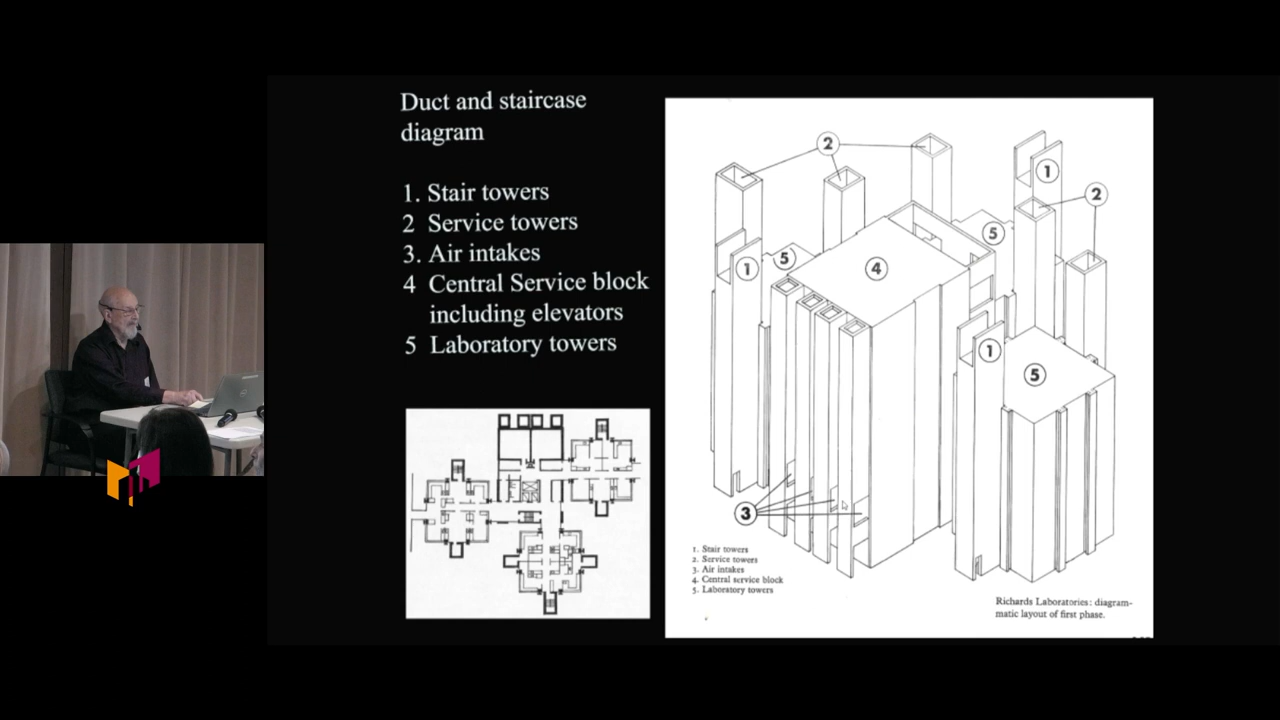 Duct and staircase
diagram
1. Stair towers
2 Service towers
3. Air intakes
4 Central Service block
including elevators
5 Laboratory towers
2
1
2
5
5
1
4
1
5
3
1. Stair towers
2. Service towers
3. Air intakes
4. Central service block
5. Laboratory towers
Richards Laboratories: diagram-
matic layout of first phase.